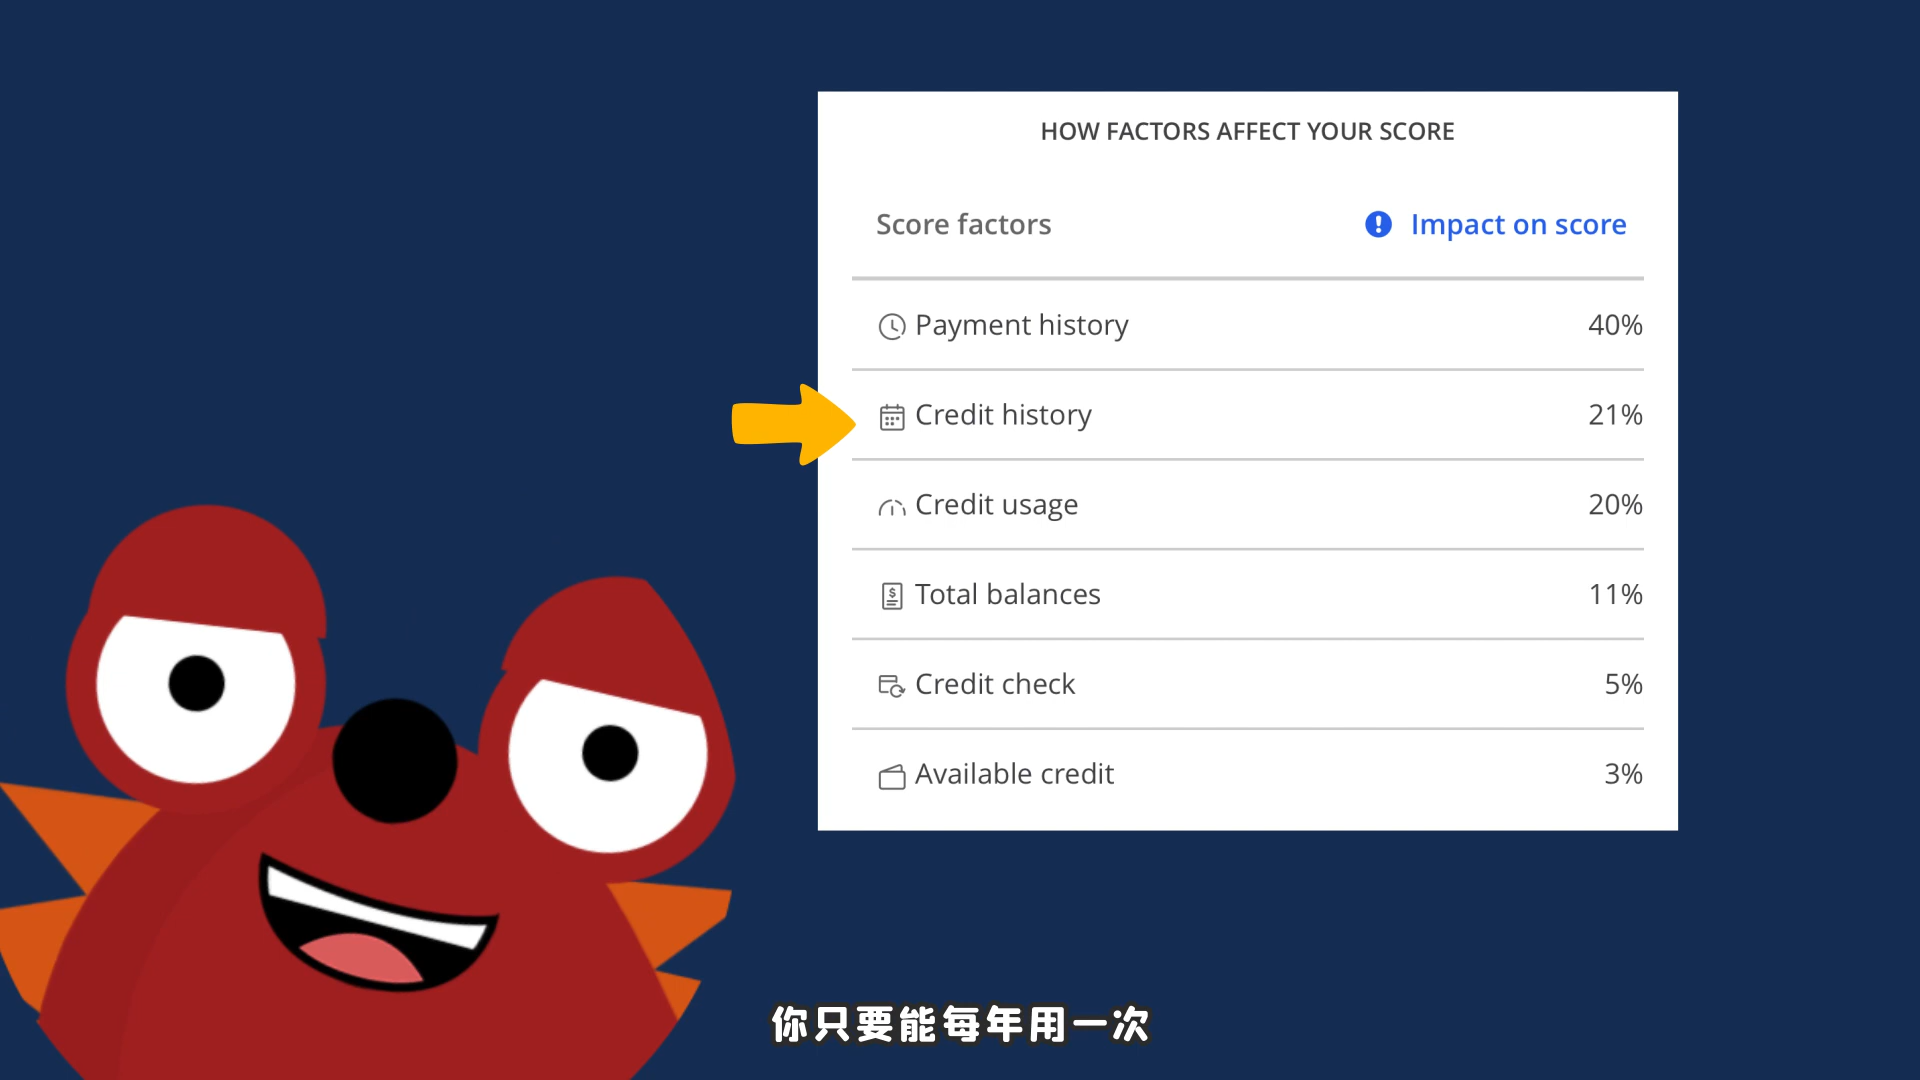 HOW FACTORS AFFECT YOUR SCORE
Score factors Impact on score
Payment history 40%
Credit history 21%
Credit usage 20%
Total balances 11%
Credit check 5%
Available credit 3%
你只要能每年用一次